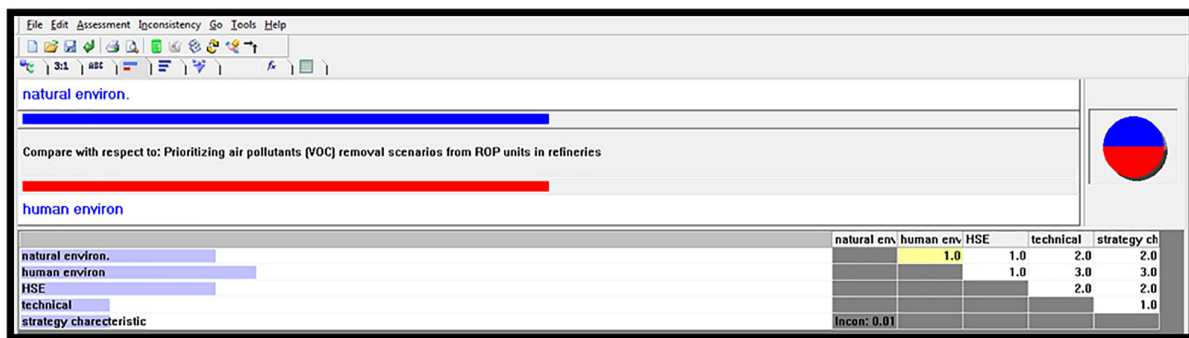 File Edit Assessment Inconsistency Go Tools Help
3:1 ABC fx
natural environ.
Compare with respect to: Prioritizing air pollutants (VOC) removal scenarios from ROP units in refineries
human environ
natural env human env HSE technical strategy ch
natural environ. 1.0 1.0 2.0 2.0
human environ 1.0 3.0 3.0
HSE 2.0 2.0
technical 1.0
strategy charecteristic Incon: 0.01